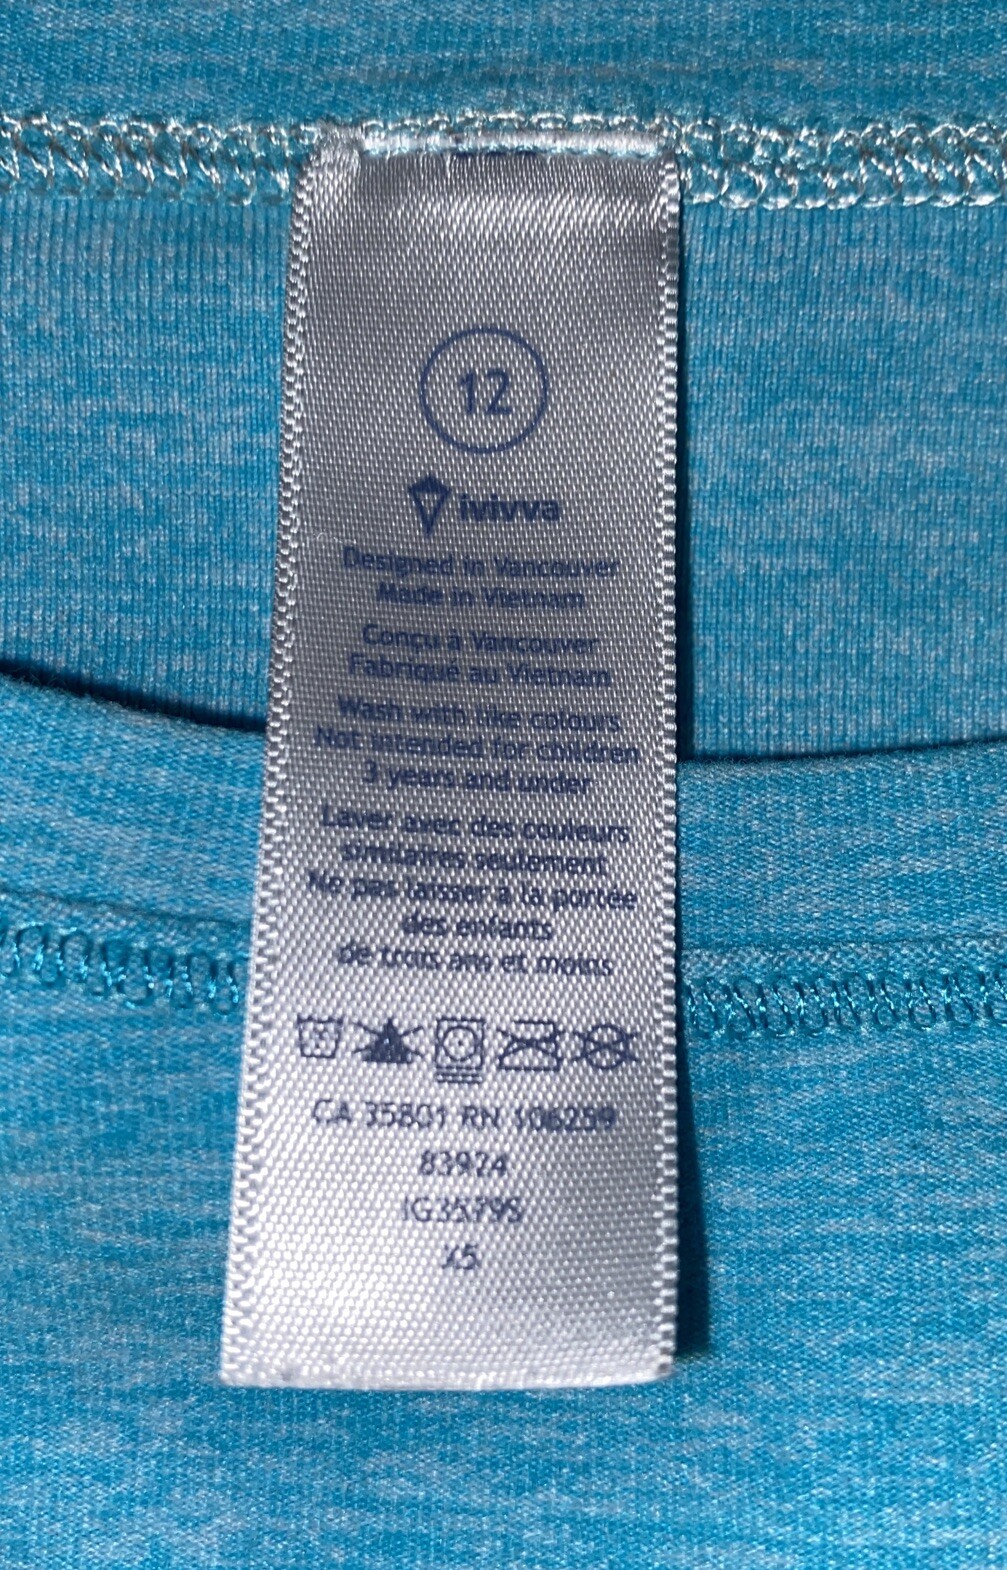 12
ivivva
Designed in Vancouver
Made in Vietnam
Conçu à Vancouver
Fabriqué au Vietnam
Wash with like colours
Not intended for children
3 years and under
Laver avec des couleurs
similaires seulement
Ne pas laisser à la portée
des enfants
de trois ans et moins
CA 35801 RN 106259
83924
IG3579S
X5